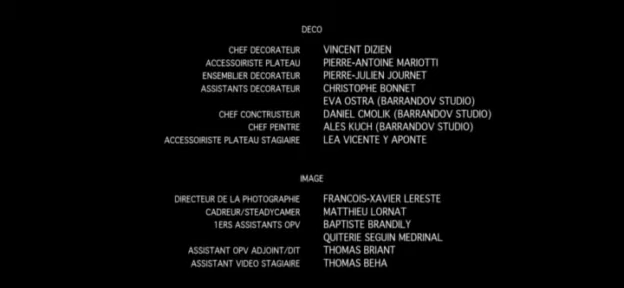 DECO
CHEF DECORATEUR VINCENT DIZIEN
ACCESSOIRISTE PLATEAU PIERRE-ANTOINE MARIOTTI
ENSEMBLIER DECORATEUR PIERRE-JULIEN JOURNET
ASSISTANTS DECORATEUR CHRISTOPHE BONNET
EVA OSTRA (BARRANDOV STUDIO)
CHEF CONCTRUSTEUR DANIEL CMOLIK (BARRANDOV STUDIO)
CHEF PEINTRE ALES KUCH (BARRANDOV STUDIO)
ACCESSOIRISTE PLATEAU STAGIAIRE LEA VICENTE Y APONTE
IMAGE
DIRECTEUR DE LA PHOTOGRAPHIE FRANCOIS-XAVIER LERESTE
CADREUR/STEADYCAMER MATTHIEU LORNAT
1ERS ASSISTANTS OPV BAPTISTE BRANDILY
QUITERIE SEGUIN MEDRINAL
ASSISTANT OPV ADJOINT/DIT THOMAS BRIANT
ASSISTANT VIDEO STAGIAIRE THOMAS BEHA